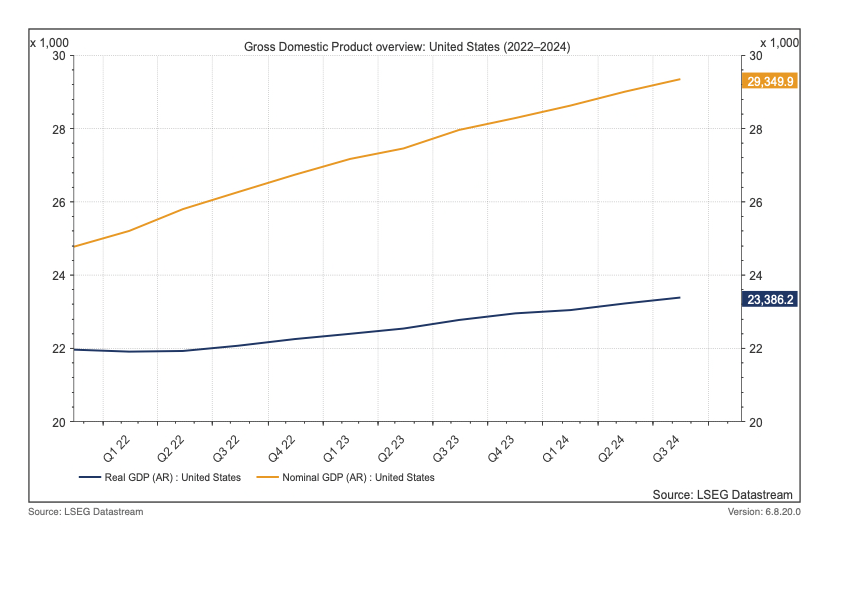 x 1,000
Gross Domestic Product overview: United States (2022–2024)
x 1,000
30
30
29,349.9
28
28
26
26
24
24
23,386.2
22
22
20
20
Q1 22
Q2 22
Q3 22
Q4 22
Q1 23
Q2 23
Q3 23
Q4 23
Q1 24
Q2 24
Q3 24
Real GDP (AR) : United States
Nominal GDP (AR) : United States
Source: LSEG Datastream
Source: LSEG Datastream
Version: 6.8.20.0